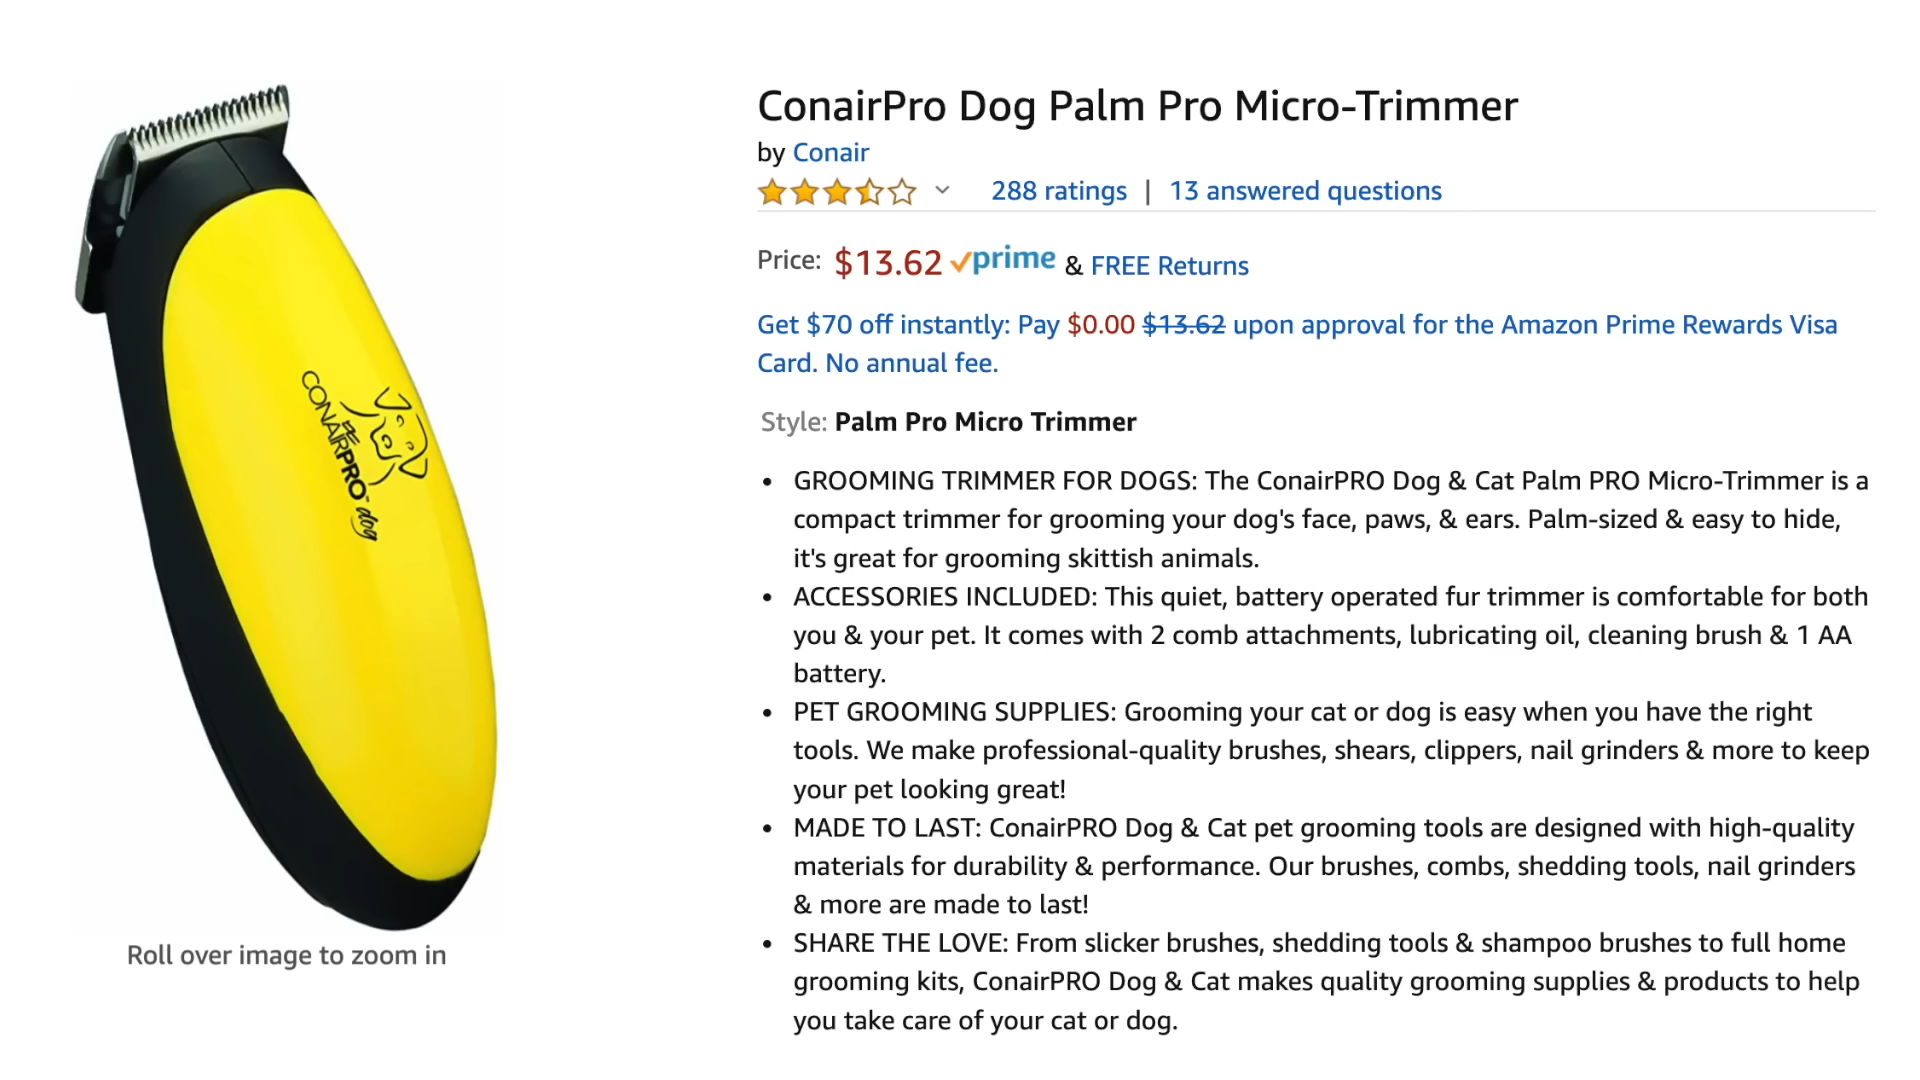 CONAIRPRO dog
Roll over image to zoom in
ConairPro Dog Palm Pro Micro-Trimmer
by Conair
288 ratings | 13 answered questions
Price: $13.62 prime & FREE Returns
Get $70 off instantly: Pay $0.00 $13.62 upon approval for the Amazon Prime Rewards Visa
Card. No annual fee.
Style: Palm Pro Micro Trimmer
• GROOMING TRIMMER FOR DOGS: The ConairPRO Dog & Cat Palm PRO Micro-Trimmer is a
compact trimmer for grooming your dog's face, paws, & ears. Palm-sized & easy to hide,
it's great for grooming skittish animals.
• ACCESSORIES INCLUDED: This quiet, battery operated fur trimmer is comfortable for both
you & your pet. It comes with 2 comb attachments, lubricating oil, cleaning brush & 1 AA
battery.
• PET GROOMING SUPPLIES: Grooming your cat or dog is easy when you have the right
tools. We make professional-quality brushes, shears, clippers, nail grinders & more to keep
your pet looking great!
• MADE TO LAST: ConairPRO Dog & Cat pet grooming tools are designed with high-quality
materials for durability & performance. Our brushes, combs, shedding tools, nail grinders
& more are made to last!
• SHARE THE LOVE: From slicker brushes, shedding tools & shampoo brushes to full home
grooming kits, ConairPRO Dog & Cat makes quality grooming supplies & products to help
you take care of your cat or dog.